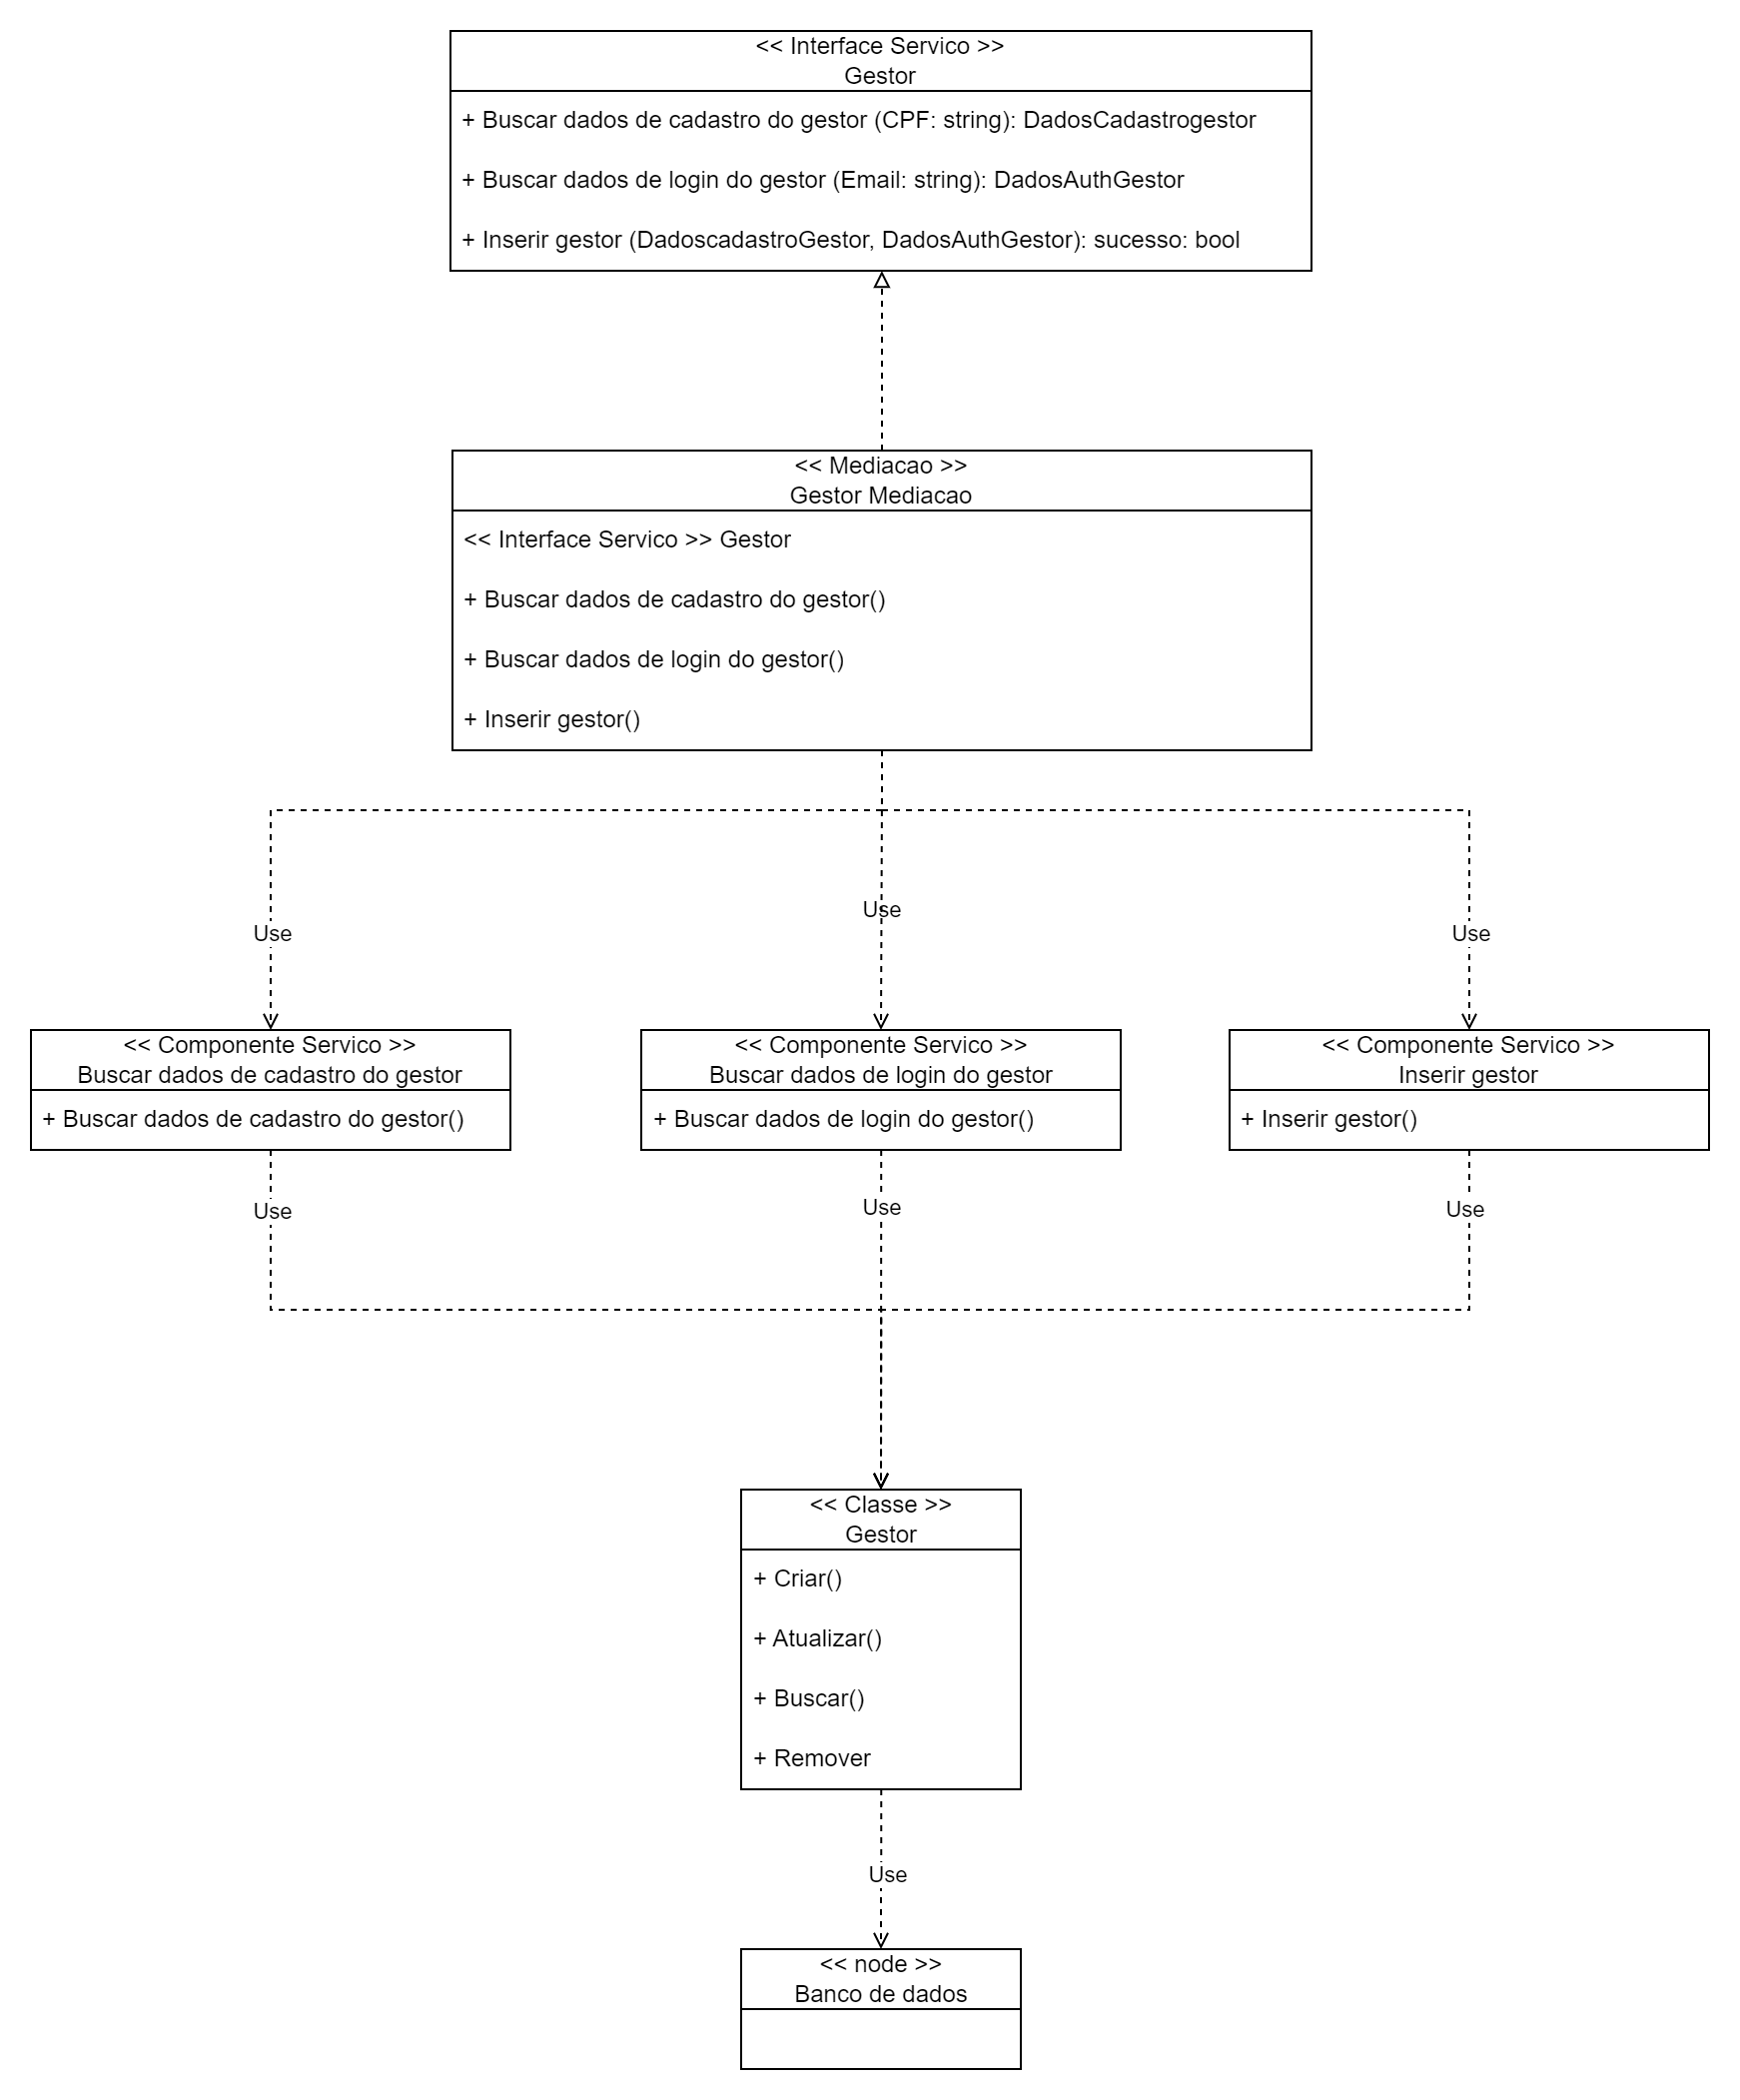 << Interface Servico >>
Gestor
+ Buscar dados de cadastro do gestor (CPF: string): DadosCadastrogestor
+ Buscar dados de login do gestor (Email: string): DadosAuthGestor
+ Inserir gestor (DadoscadastroGestor, DadosAuthGestor): sucesso: bool
<< Mediacao >>
Gestor Mediacao
<< Interface Servico >> Gestor
+ Buscar dados de cadastro do gestor()
+ Buscar dados de login do gestor()
+ Inserir gestor()
Use
Use
Use
<< Componente Servico >>
Buscar dados de cadastro do gestor
+ Buscar dados de cadastro do gestor()
<< Componente Servico >>
Buscar dados de login do gestor
+ Buscar dados de login do gestor()
<< Componente Servico >>
Inserir gestor
+ Inserir gestor()
Use
Use
Use
<< Classe >>
Gestor
+ Criar()
+ Atualizar()
+ Buscar()
+ Remover
Use
<< node >>
Banco de dados